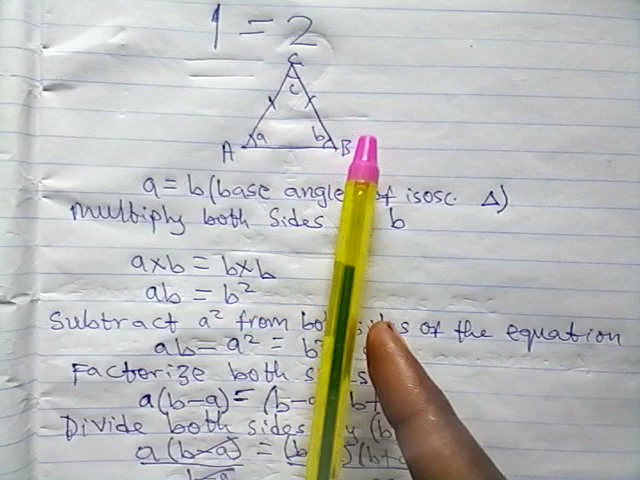 1 = 2
C
C
a b
A B
a = b (base angle of isosc. Δ)
Multiply both sides b
a×b = b×b
ab = b²
Subtract a² from both sides of the equation
ab - a² = b²
Factorize both
a(b-a) = (b-
Divide both sides (b
a(b-a) = (b )(b+
b-a